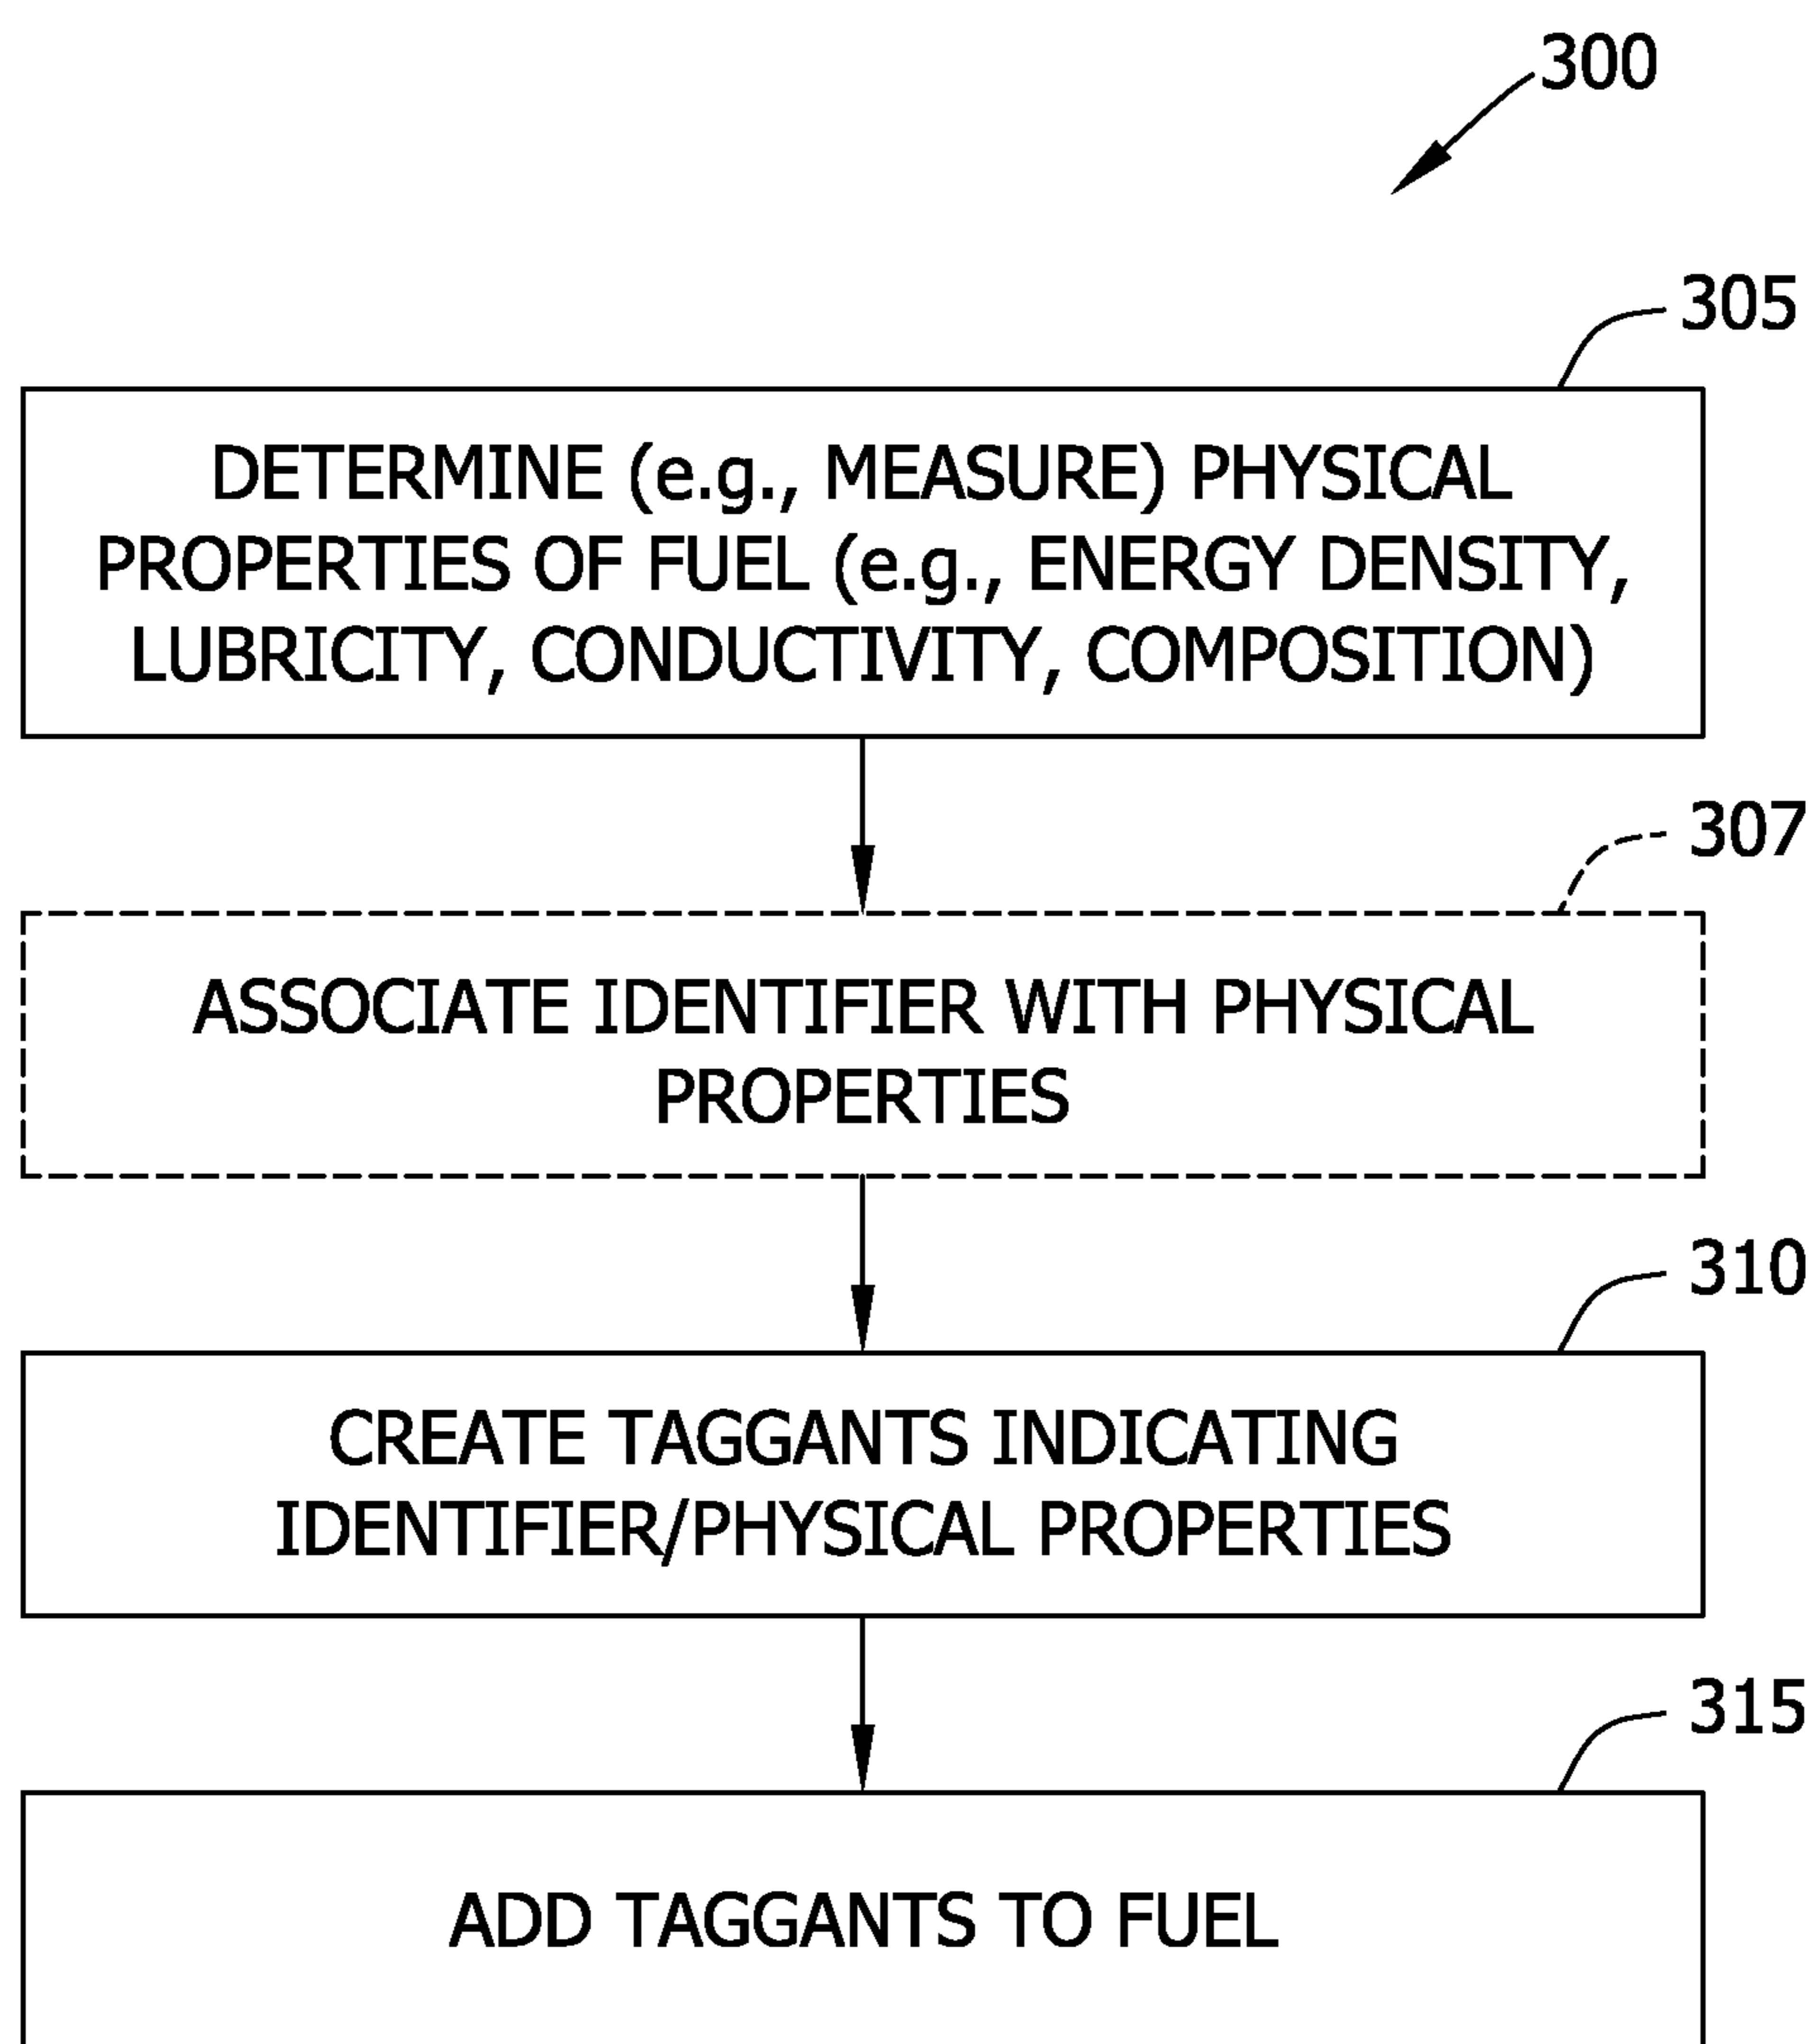 300
305
DETERMINE (e.g., MEASURE) PHYSICAL
PROPERTIES OF FUEL (e.g., ENERGY DENSITY,
LUBRICITY, CONDUCTIVITY, COMPOSITION)
307
ASSOCIATE IDENTIFIER WITH PHYSICAL
PROPERTIES
310
CREATE TAGGANTS INDICATING
IDENTIFIER/PHYSICAL PROPERTIES
315
ADD TAGGANTS TO FUEL